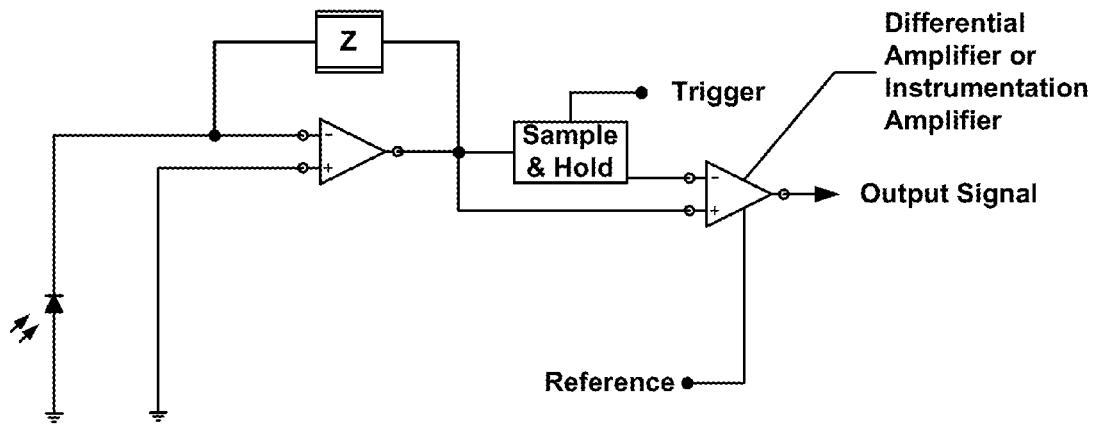 Z
Differential
Amplifier or
Instrumentation
Amplifier
Trigger
Sample
& Hold
-
+
-
+
Output Signal
Reference